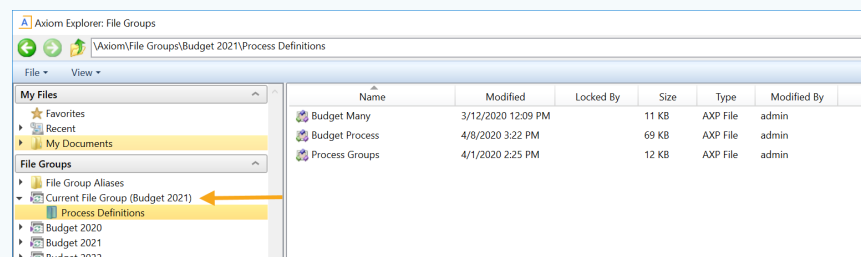 A Axiom Explorer: File Groups
\Axiom\File Groups\Budget 2021\Process Definitions
File View
My Files
Favorites
Recent
My Documents
File Groups
File Group Aliases
Current File Group (Budget 2021)
Process Definitions
Budget 2020
Budget 2021
Budget 2022
Name Modified Locked By Size Type Modified By
Budget Many 3/12/2020 12:09 PM 11 KB AXP File admin
Budget Process 4/8/2020 3:22 PM 69 KB AXP File admin
Process Groups 4/1/2020 2:25 PM 12 KB AXP File admin